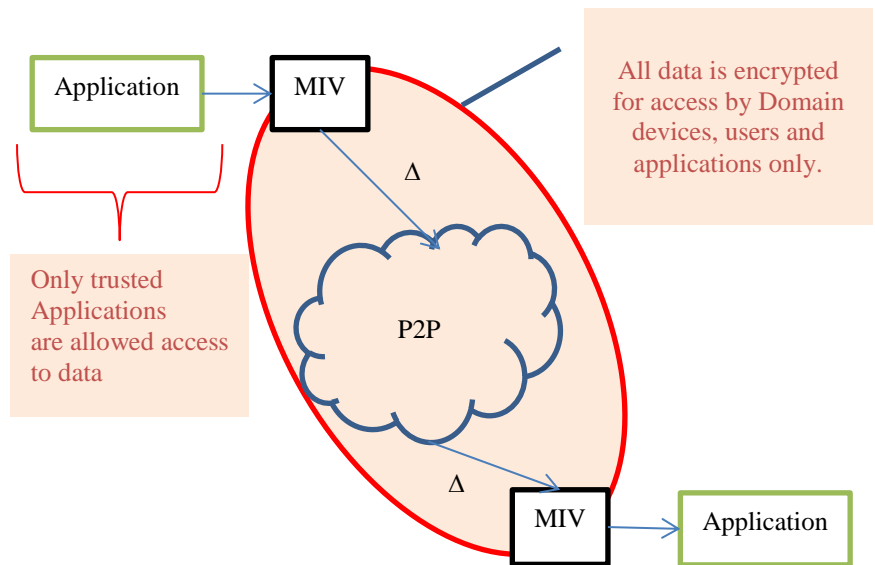 Application
MIV
All data is encrypted
for access by Domain
devices, users and
applications only.
Δ
Only trusted
Applications
are allowed access
to data
P2P
Δ
MIV
Application